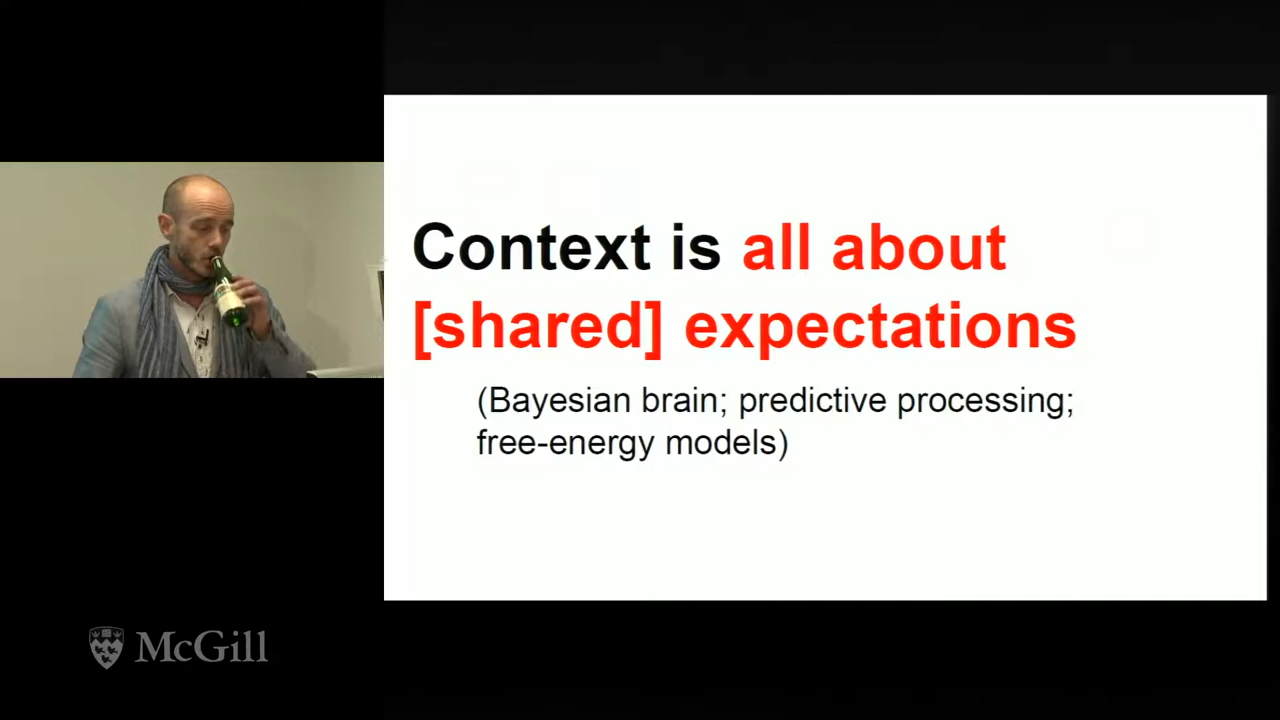 Context is all about
[shared] expectations
(Bayesian brain; predictive processing;
free-energy models)
McGill